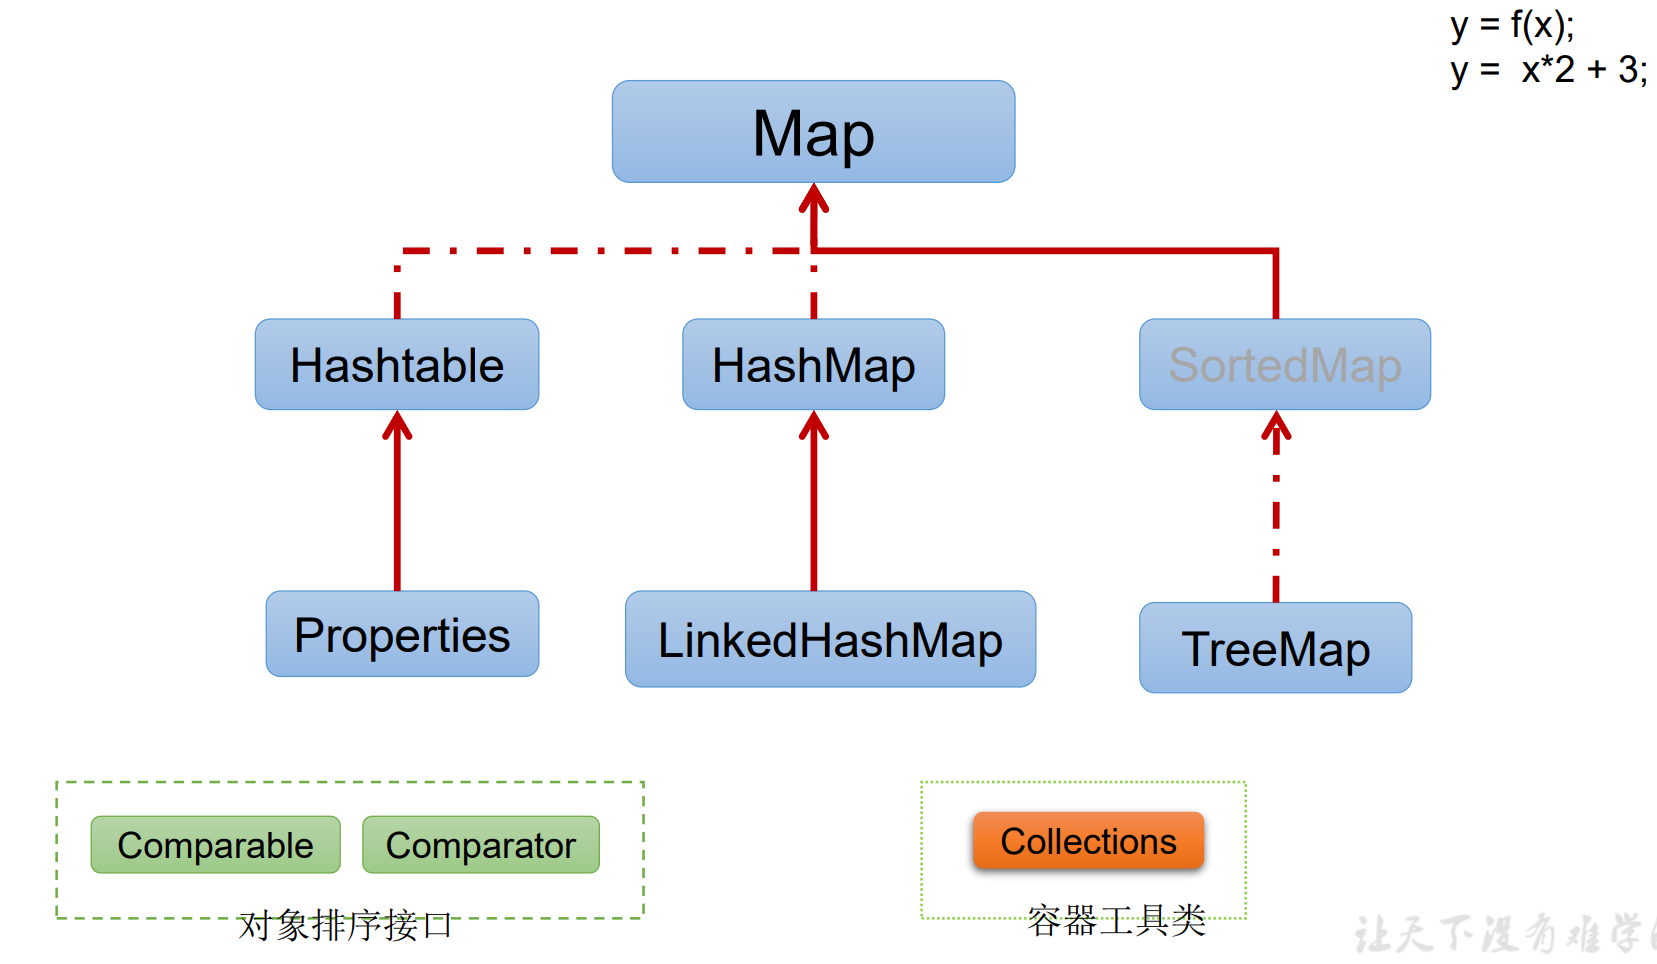 y = f(x);
y = x*2 + 3;
Map
Hashtable
HashMap
SortedMap
Properties
LinkedHashMap
TreeMap
Comparable
Comparator
Collections
对象排序接口
容器工具类
让天下没有难学